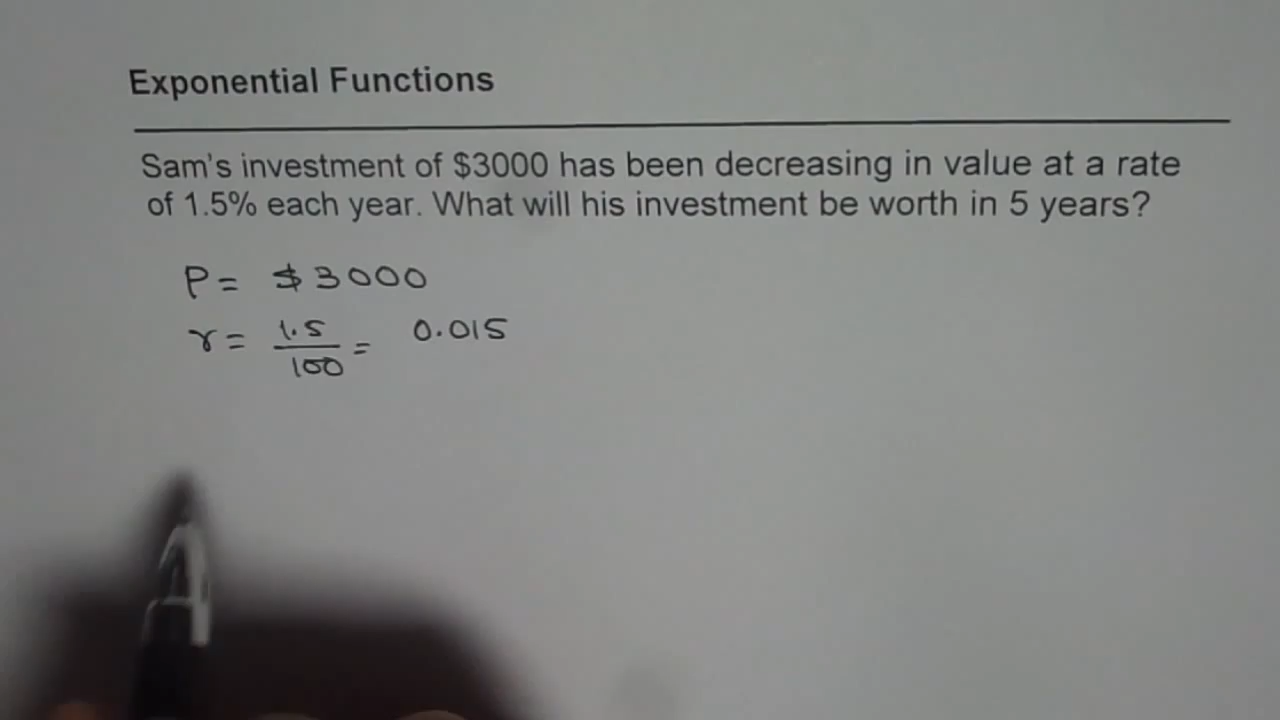 Exponential Functions
Sam's investment of $3000 has been decreasing in value at a rate
of 1.5% each year. What will his investment be worth in 5 years?
P = $3000
r = 1.5/100 = 0.015